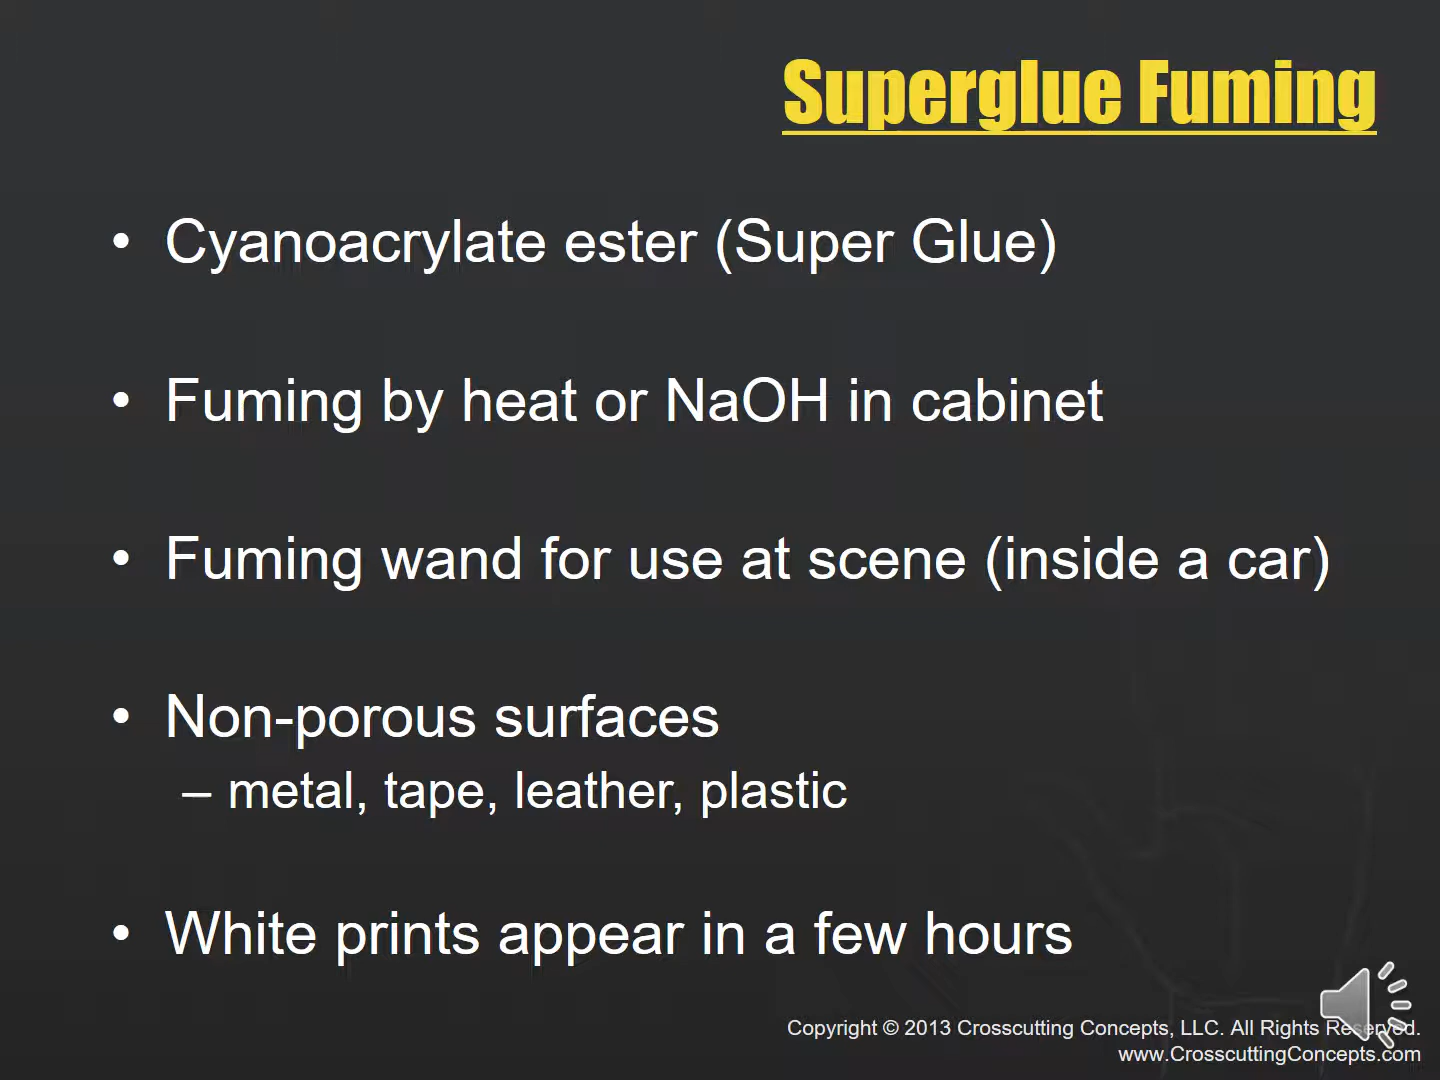 Superglue Fuming
• Cyanoacrylate ester (Super Glue)
• Fuming by heat or NaOH in cabinet
• Fuming wand for use at scene (inside a car)
• Non-porous surfaces
– metal, tape, leather, plastic
• White prints appear in a few hours
Copyright © 2013 Crosscutting Concepts, LLC. All Rights Reserved.
www.CrosscuttingConcepts.com